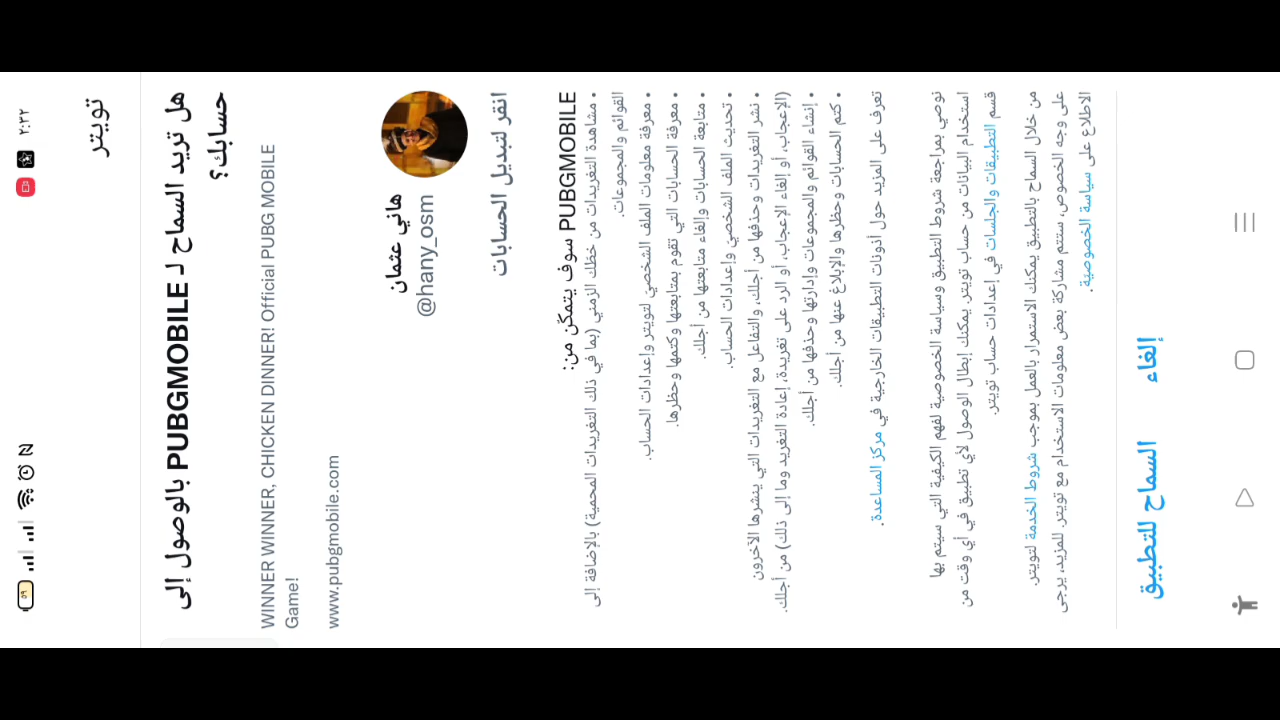 ٢:٢٢
٥٩
تويتر
هل تريد السماح لـ PUBGMOBILE بالوصول إلى
حسابك؟
WINNER WINNER, CHICKEN DINNER! Official PUBG MOBILE
Game!
www.pubgmobile.com
هاني عثمان
@hany_osm
انقر لتبديل الحسابات
PUBGMOBILE سوف يتمكّن من:
• مشاهدة التغريدات من خطك الزمني (بما في ذلك التغريدات المحمية) بالإضافة إلى
القوائم والمجموعات.
• معرفة معلومات الملف الشخصي لتويتر وإعدادات الحساب.
• معرفة الحسابات التي تقوم بمتابعتها وكتمها وحظرها.
• متابعة الحسابات وإلغاء متابعتها من أجلك.
• تحديث الملف الشخصيّ وإعدادات الحساب.
• نشر التغريدات وحذفها من أجلك، والتفاعل مع التغريدات التي ينشرها الآخرون
(الإعجاب، أو إلغاء الإعجاب، أو الرد على تغريدة، إعادة التغريد وما إلى ذلك) من أجلك.
• إنشاء القوائم والمجموعات وإدارتها وحذفها من أجلك.
• كتم الحسابات وحظرها والإبلاغ عنها من أجلك.
تعرف على المزيد حول أذونات التطبيقات الخارجية في مركز المساعدة.
نوصي بمراجعة شروط التطبيق وسياسة الخصوصية لفهم الكيفية التي سيتم بها
استخدام البيانات من حساب تويتر. يمكنك إبطال الوصول لأي تطبيق في أي وقت من
قسم التطبيقات والجلسات في إعدادات حساب تويتر.
من خلال السماح بالتطبيق يمكنك الاستمرار بالعمل بموجب شروط الخدمة لتويتر.
على وجه الخصوص، ستتم مشاركة بعض معلومات الاستخدام مع تويتر. للمزيد، يرجى
الاطلاع على سياسة الخصوصية.
إلغاء
السماح للتطبيق